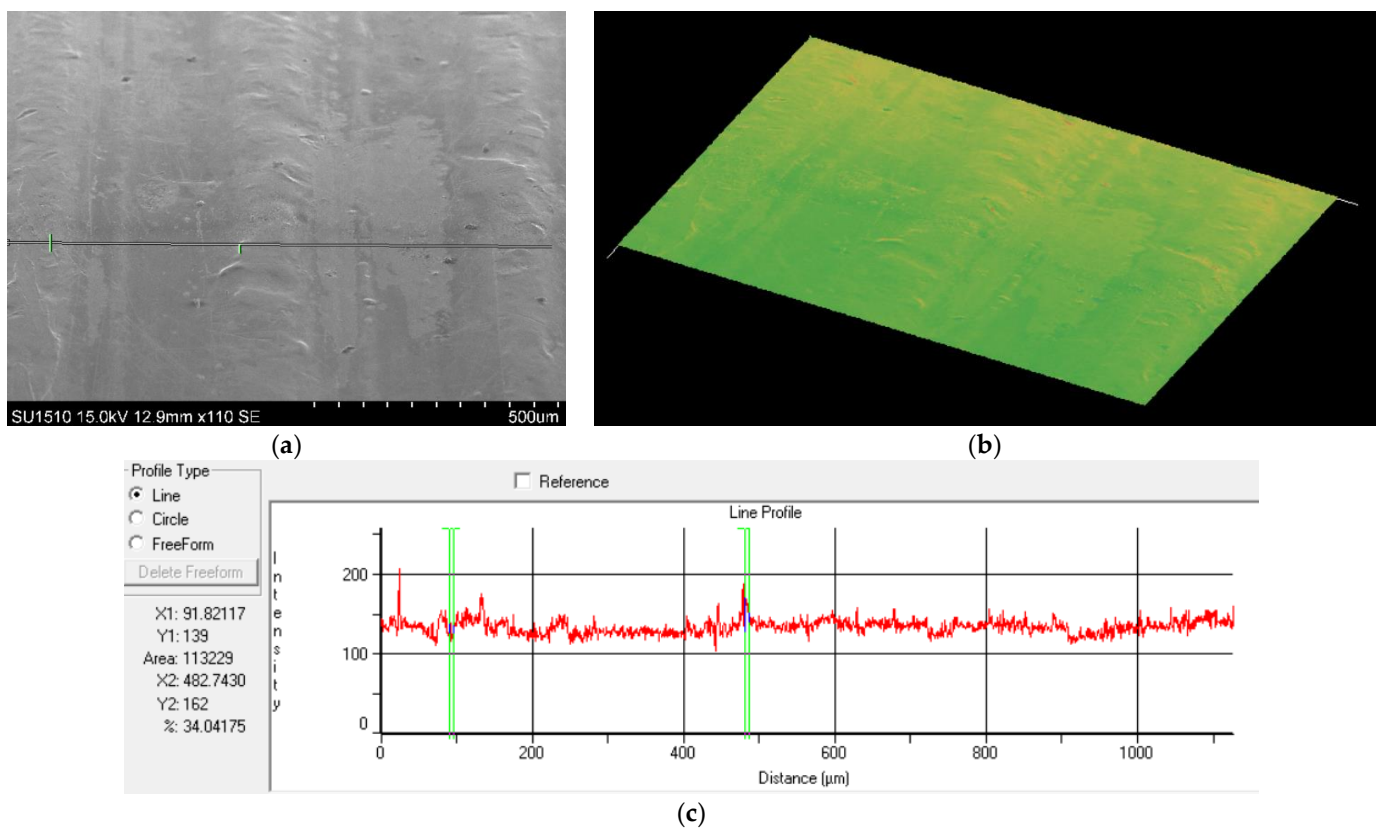 SU1510 15.0kV 12.9mm x110 SE 500um
(a)
(b)
Profile Type
Line
Circle
FreeForm
Delete Freeform
X1: 91.82117
Y1: 139
Area: 113229
X2: 482.7430
Y2: 162
%: 34.04175
Reference
Line Profile
Intensity
200
100
0
0 200 400 600 800 1000
Distance (μm)
(c)